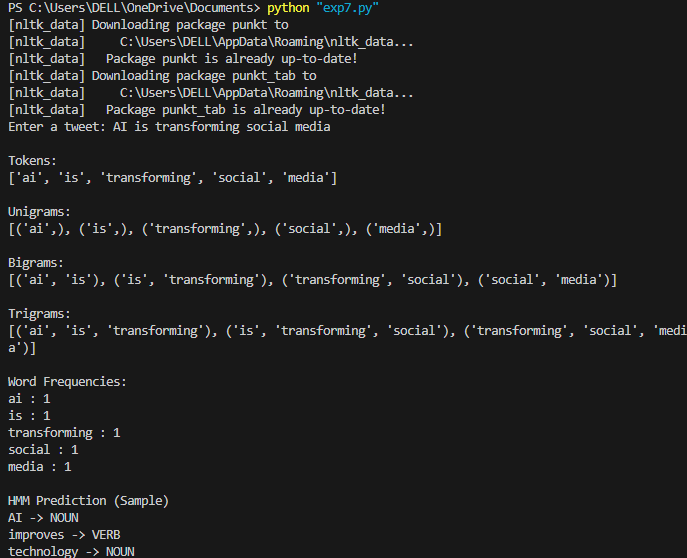 PS C:\Users\DELL\OneDrive\Documents> python "exp7.py"
[nltk_data] Downloading package punkt to
[nltk_data]     C:\Users\DELL\AppData\Roaming\nltk_data...
[nltk_data]   Package punkt is already up-to-date!
[nltk_data] Downloading package punkt_tab to
[nltk_data]     C:\Users\DELL\AppData\Roaming\nltk_data...
[nltk_data]   Package punkt_tab is already up-to-date!
Enter a tweet: AI is transforming social media

Tokens:
['ai', 'is', 'transforming', 'social', 'media']

Unigrams:
[('ai',), ('is',), ('transforming',), ('social',), ('media',)]

Bigrams:
[('ai', 'is'), ('is', 'transforming'), ('transforming', 'social'), ('social', 'media')]

Trigrams:
[('ai', 'is', 'transforming'), ('is', 'transforming', 'social'), ('transforming', 'social', 'medi
a')]

Word Frequencies:
ai : 1
is : 1
transforming : 1
social : 1
media : 1

HMM Prediction (Sample)
AI -> NOUN
improves -> VERB
technology -> NOUN